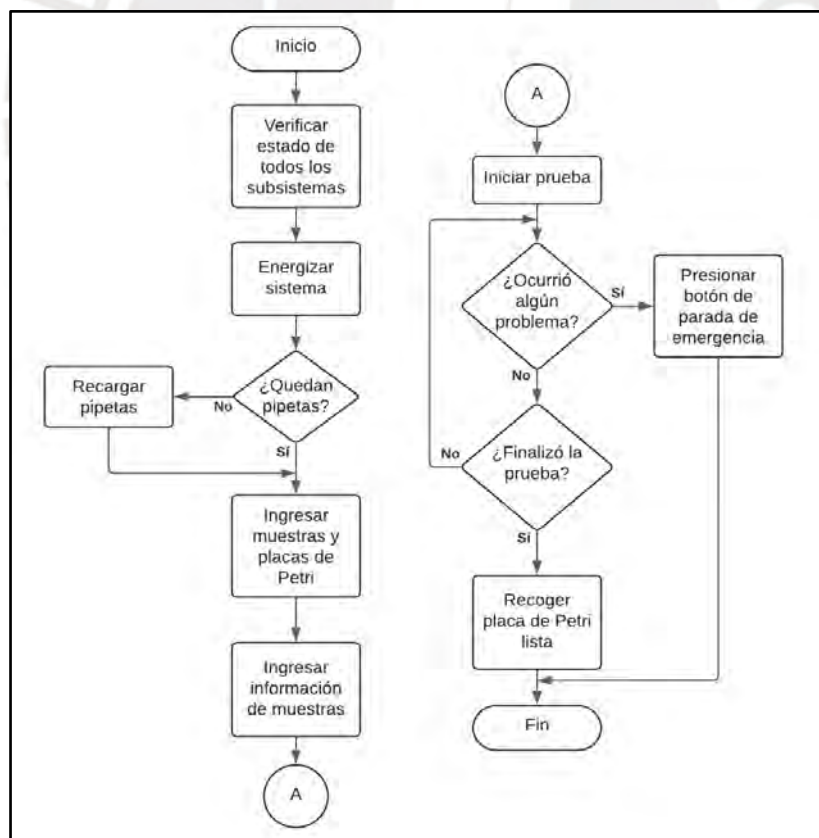 Inicio
Verificar
estado de
todos los
subsistemas
Energizar
sistema
¿Quedan
pipetas?
No
Recargar
pipetas
Sí
Ingresar
muestras y
placas de
Petri
Ingresar
información
de muestras
A
A
Iniciar prueba
¿Ocurrió
algún
problema?
Sí
Presionar
botón de
parada de
emergencia
No
¿Finalizó la
prueba?
No
Sí
Recoger
placa de Petri
lista
Fin